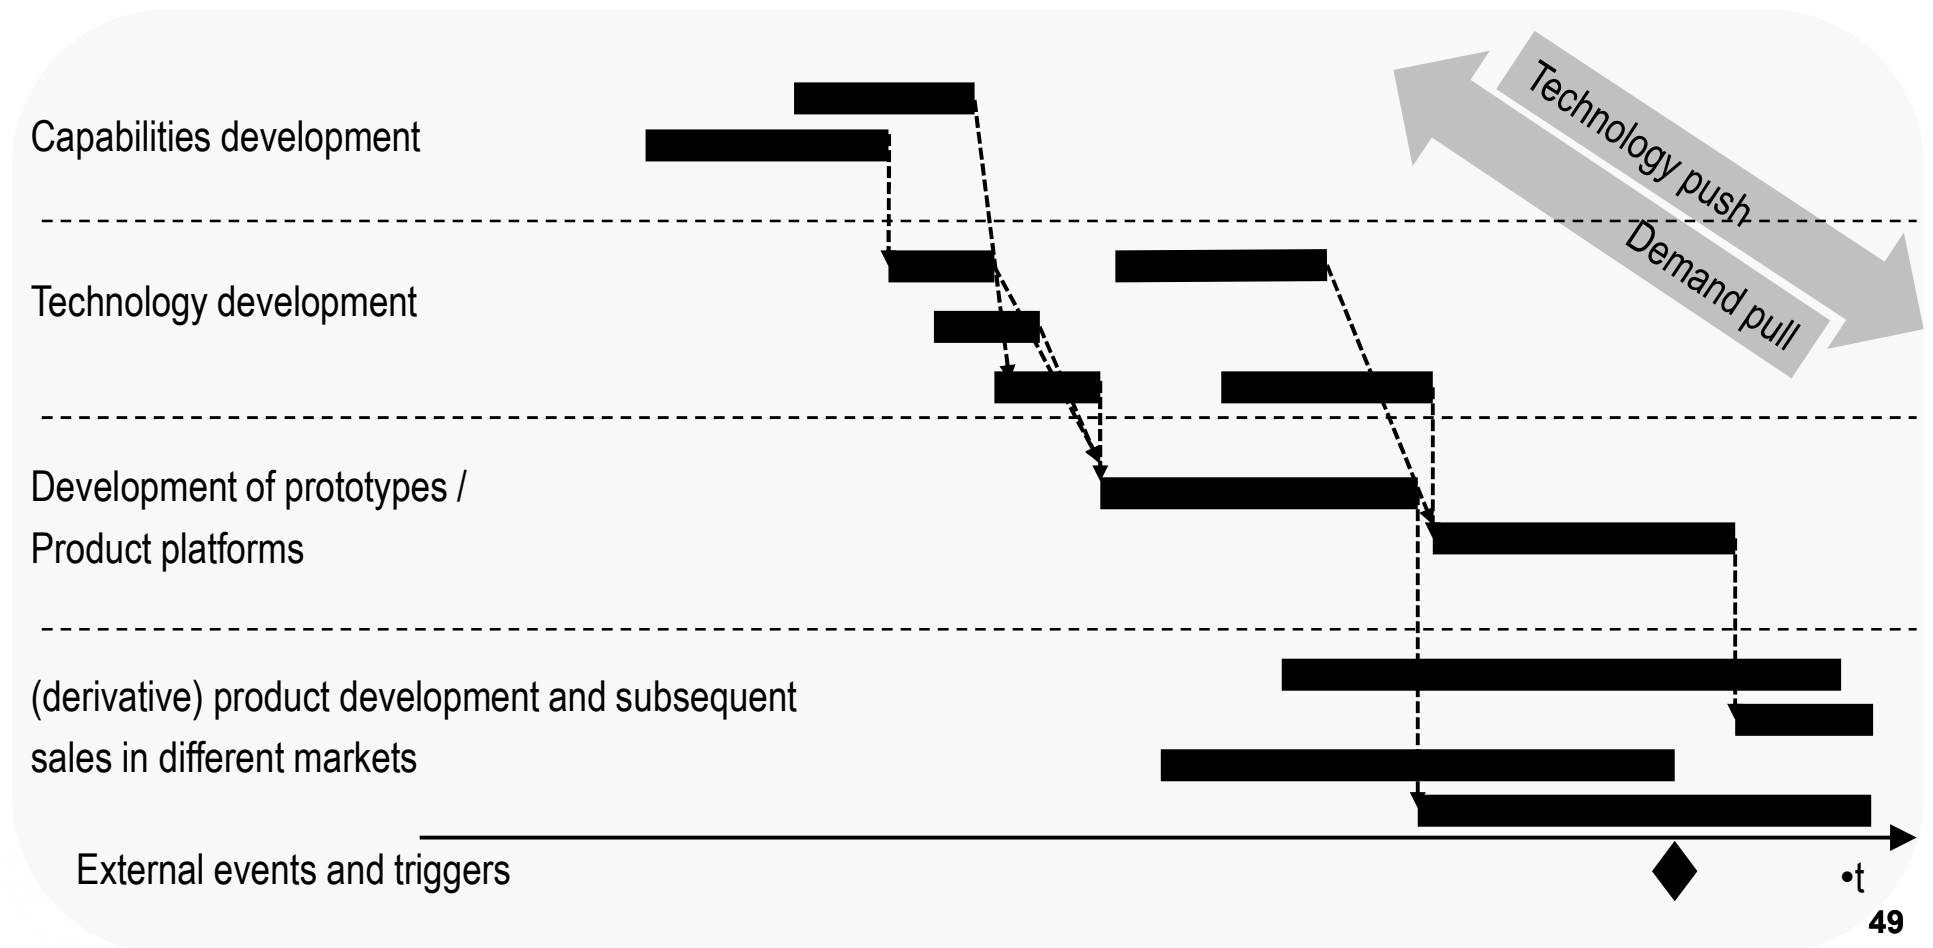 Capabilities development
Technology push
Demand pull
Technology development
Development of prototypes /
Product platforms
(derivative) product development and subsequent
sales in different markets
External events and triggers
•t
49